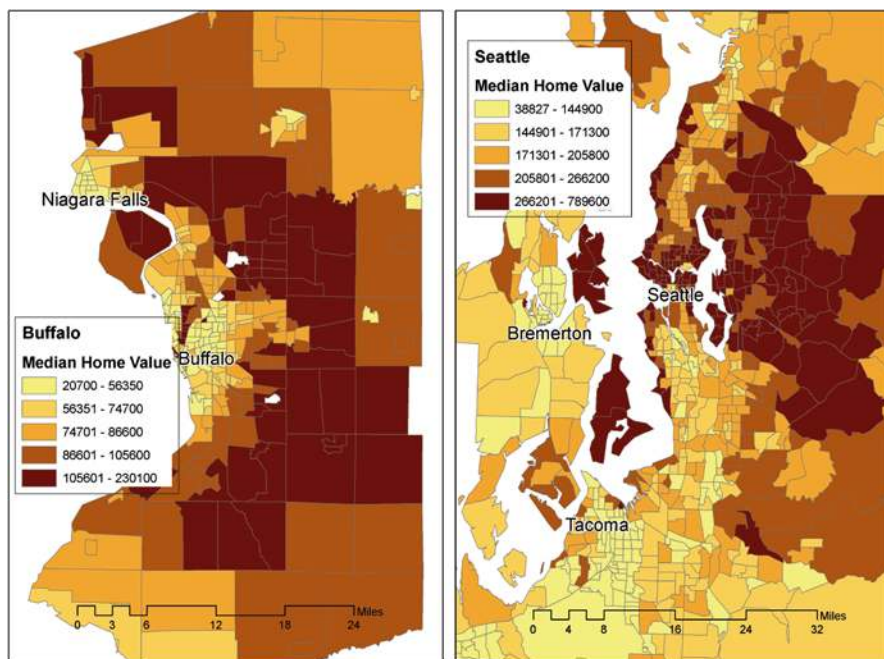 Niagara Falls
Buffalo
Buffalo
Median Home Value
20700 - 56350
56351 - 74700
74701 - 86600
86601 - 105600
105601 - 230100
Miles
0 3 6 12 18 24
Seattle
Median Home Value
38827 - 144900
144901 - 171300
171301 - 205800
205801 - 266200
266201 - 789600
Seattle
Bremerton
Tacoma
Miles
0 4 8 16 24 32